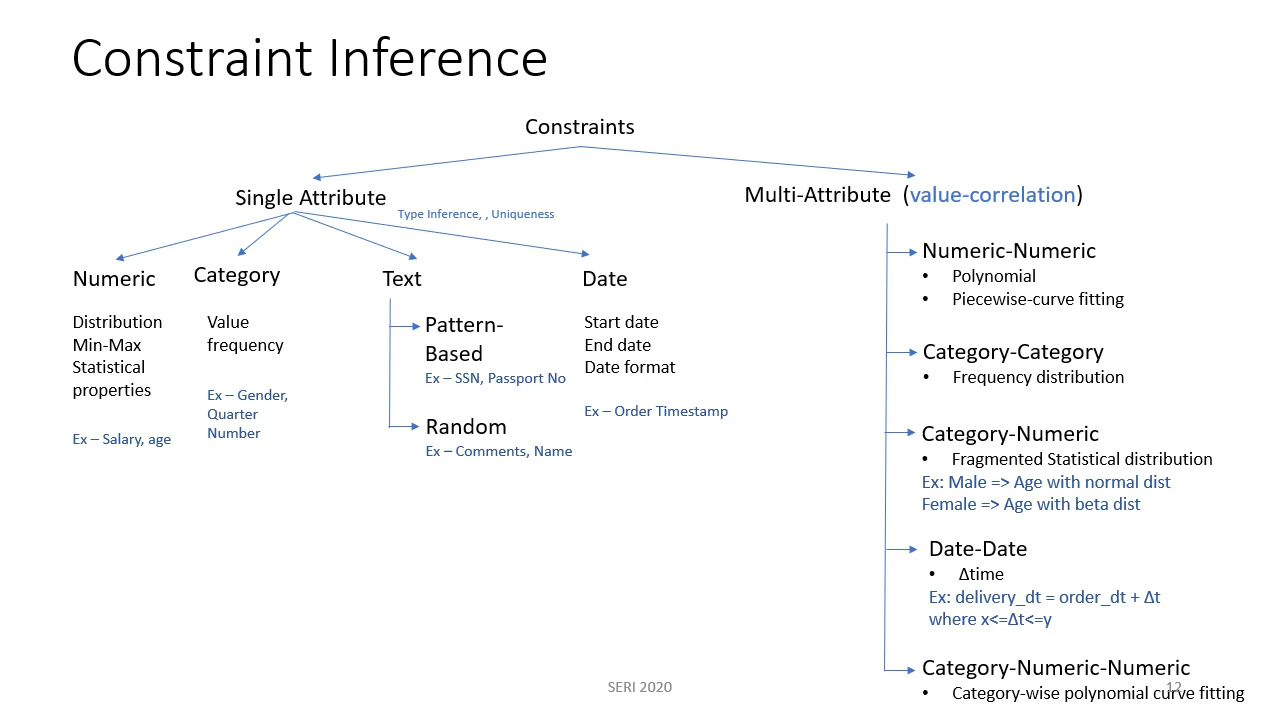 Constraint Inference
Constraints
Single Attribute
Type Inference, , Uniqueness
Numeric
Distribution
Min-Max
Statistical
properties
Ex – Salary, age
Category
Value
frequency
Ex – Gender,
Quarter
Number
Text
Pattern-
Based
Ex – SSN, Passport No
Random
Ex – Comments, Name
Date
Start date
End date
Date format
Ex – Order Timestamp
Multi-Attribute (value-correlation)
Numeric-Numeric
• Polynomial
• Piecewise-curve fitting
Category-Category
• Frequency distribution
Category-Numeric
• Fragmented Statistical distribution
Ex: Male => Age with normal dist
Female => Age with beta dist
Date-Date
• Δtime
Ex: delivery_dt = order_dt + Δt
where x<=Δt<=y
Category-Numeric-Numeric
• Category-wise polynomial curve fitting
SERI 2020
12